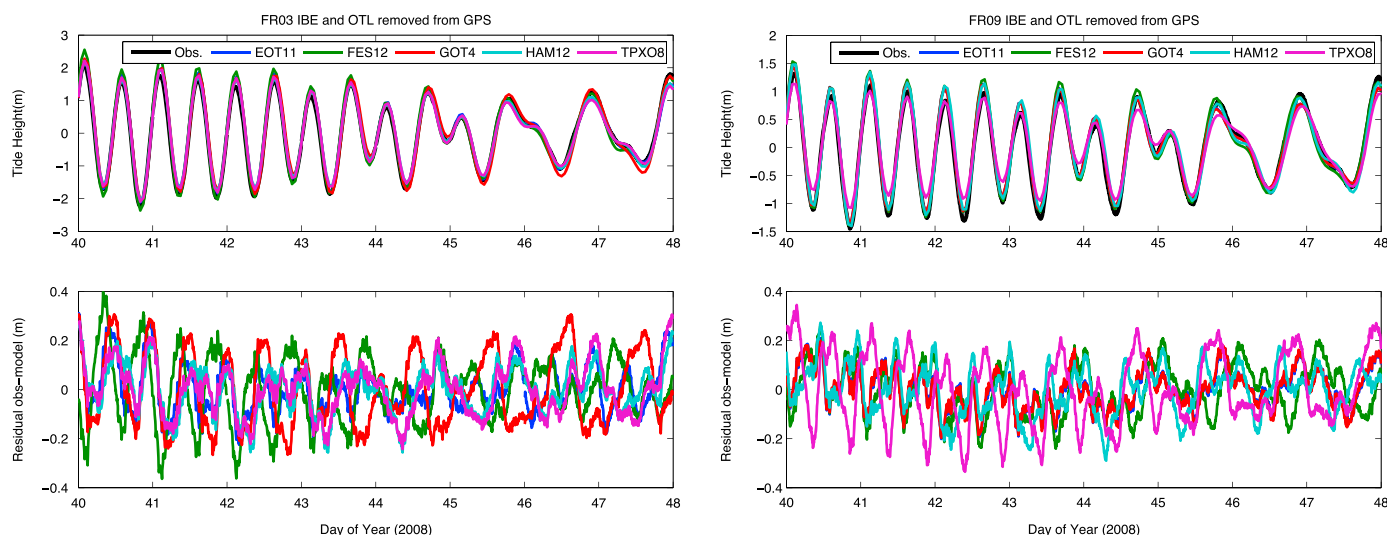 FR03 IBE and OTL removed from GPS
Tide Height(m)
3
2
1
0
−1
−2
−3
Obs. EOT11 FES12 GOT4 HAM12 TPXO8
40 41 42 43 44 45 46 47 48
Residual obs−model (m)
0.4
0.2
0
−0.2
−0.4
40 41 42 43 44 45 46 47 48
Day of Year (2008)
FR09 IBE and OTL removed from GPS
Tide Height(m)
2
1.5
1
0.5
0
−0.5
−1
−1.5
Obs. EOT11 FES12 GOT4 HAM12 TPXO8
40 41 42 43 44 45 46 47 48
Residual obs−model (m)
0.4
0.2
0
−0.2
−0.4
40 41 42 43 44 45 46 47 48
Day of Year (2008)